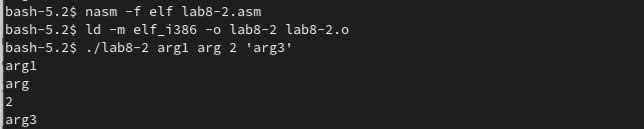 bash-5.2$ nasm -f elf lab8-2.asm
bash-5.2$ ld -m elf_i386 -o lab8-2 lab8-2.o
bash-5.2$ ./lab8-2 arg1 arg 2 'arg3'
arg1
arg
2
arg3